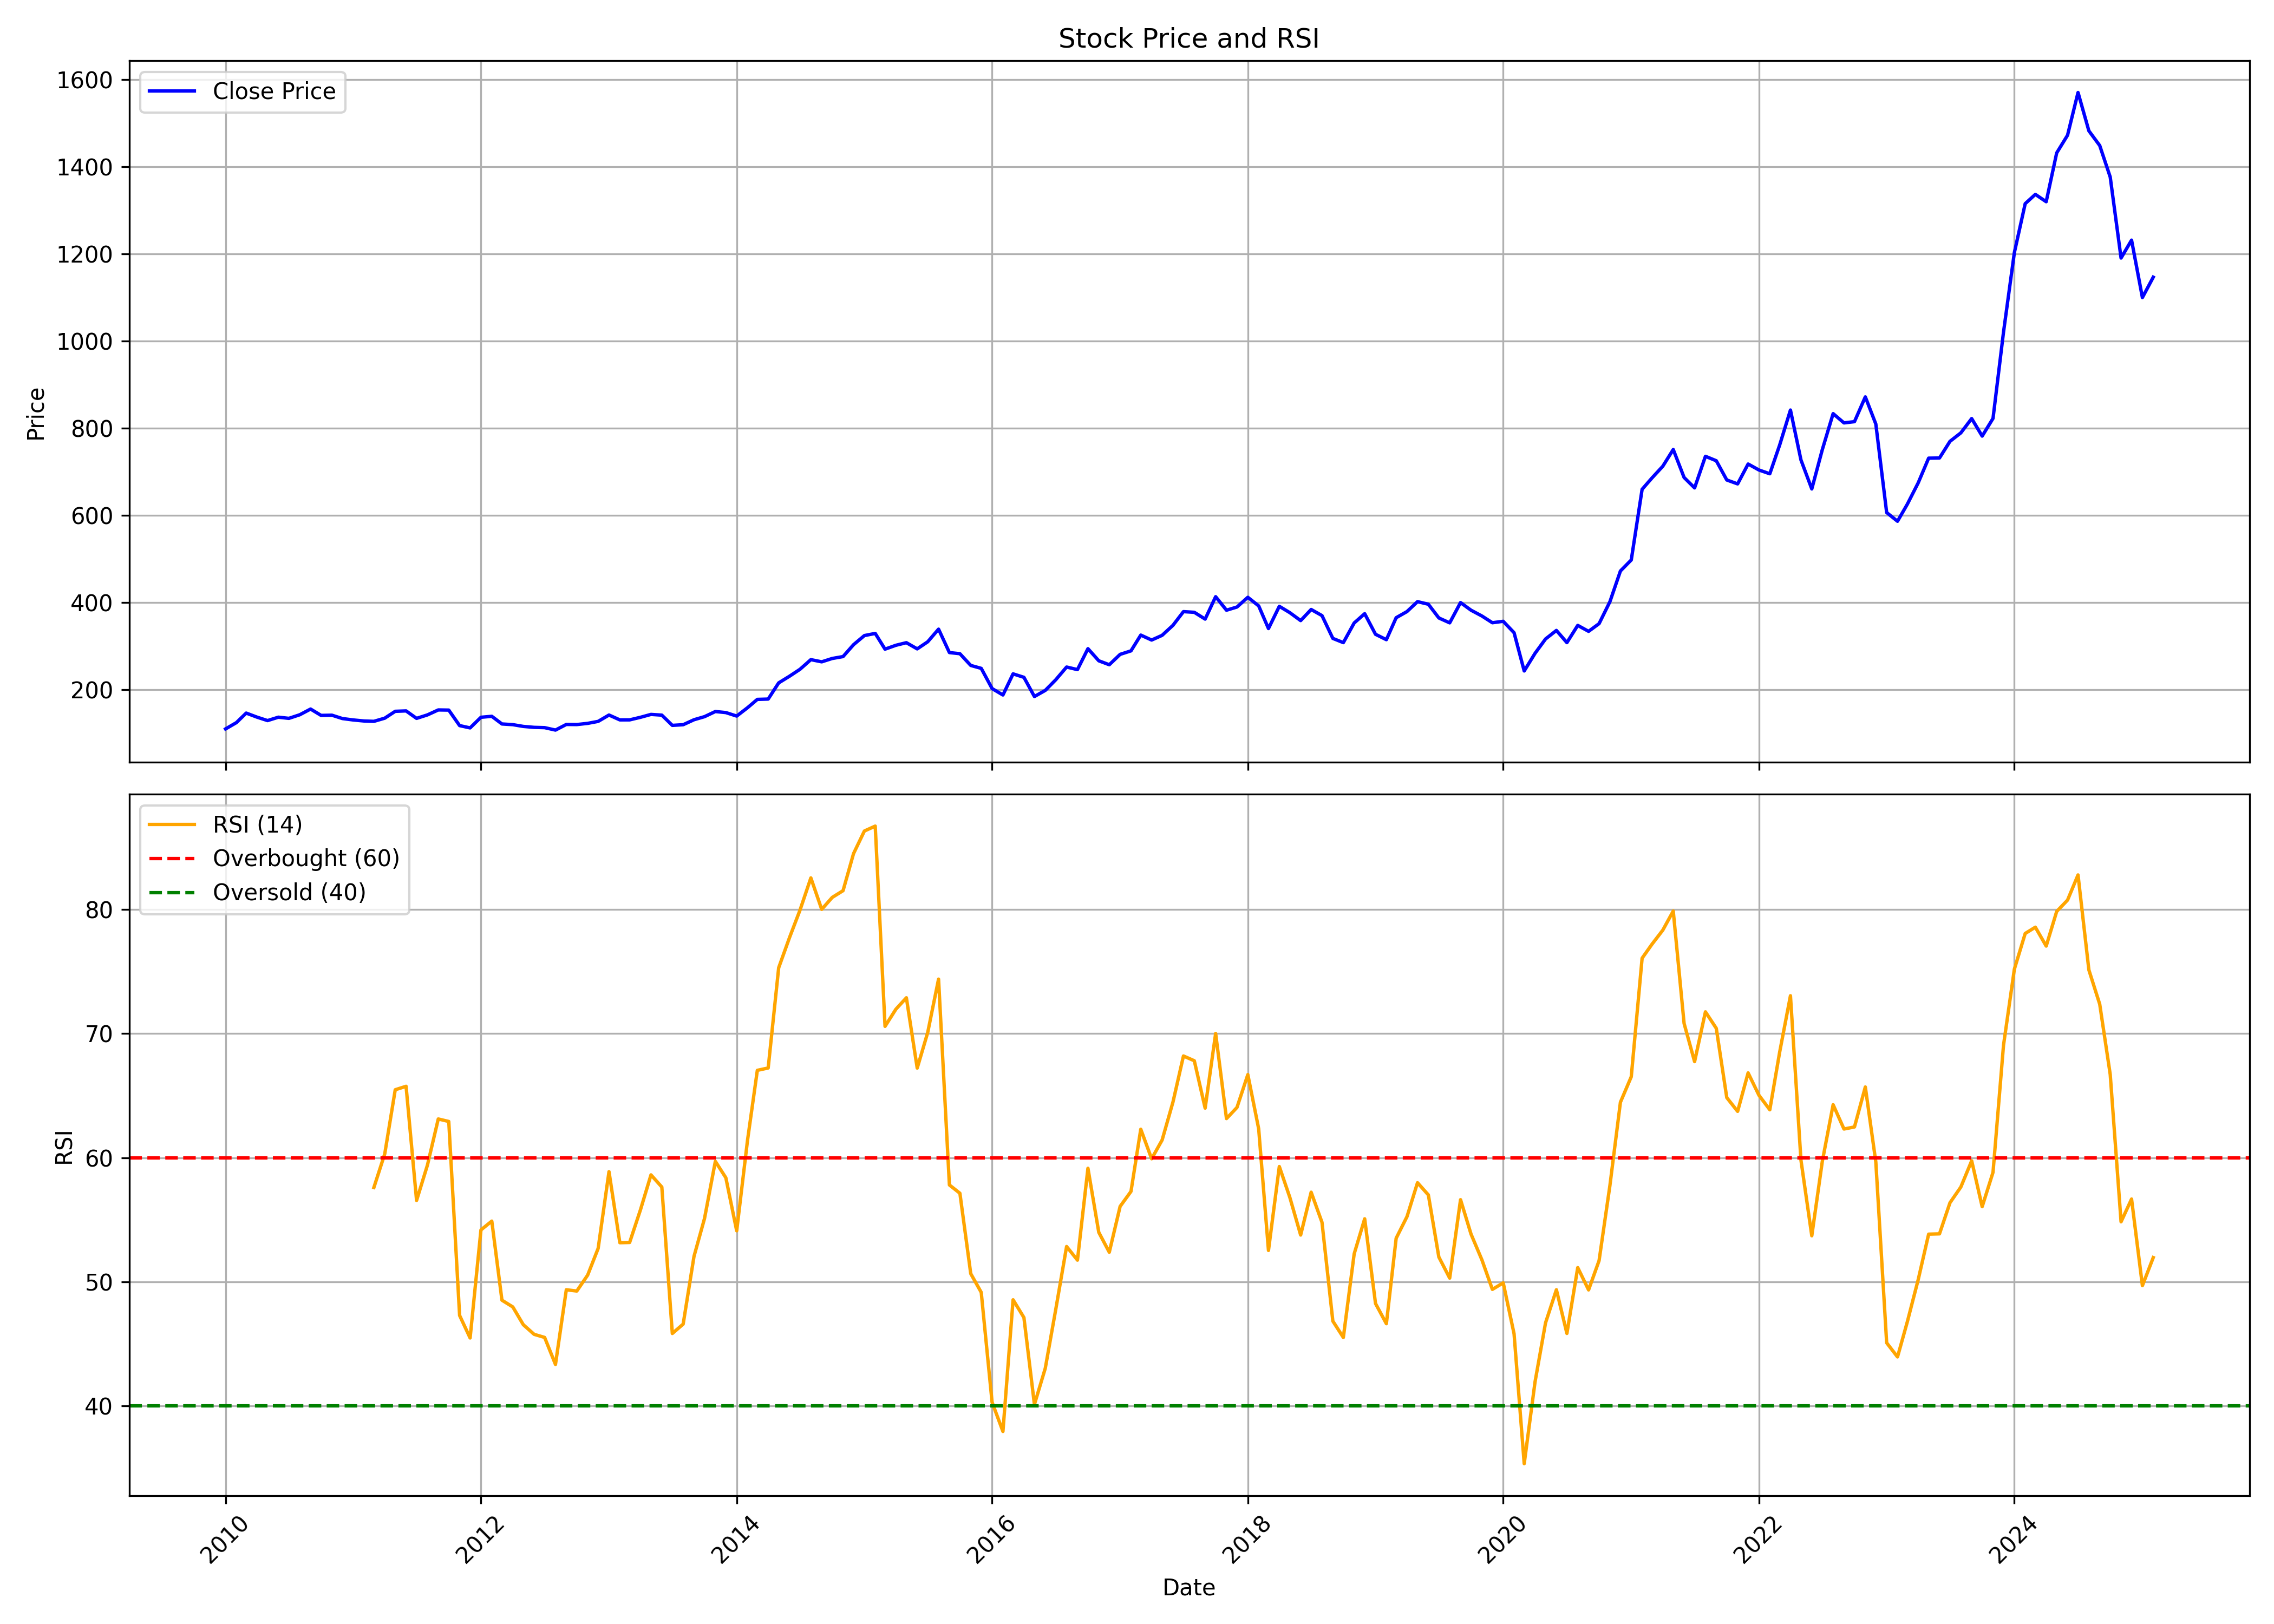 Stock Price and RSI
Close Price
1600
1400
1200
1000
800
600
400
200
Price
RSI (14)
Overbought (60)
Oversold (40)
80
70
60
50
40
RSI
2010
2012
2014
2016
2018
2020
2022
2024
Date